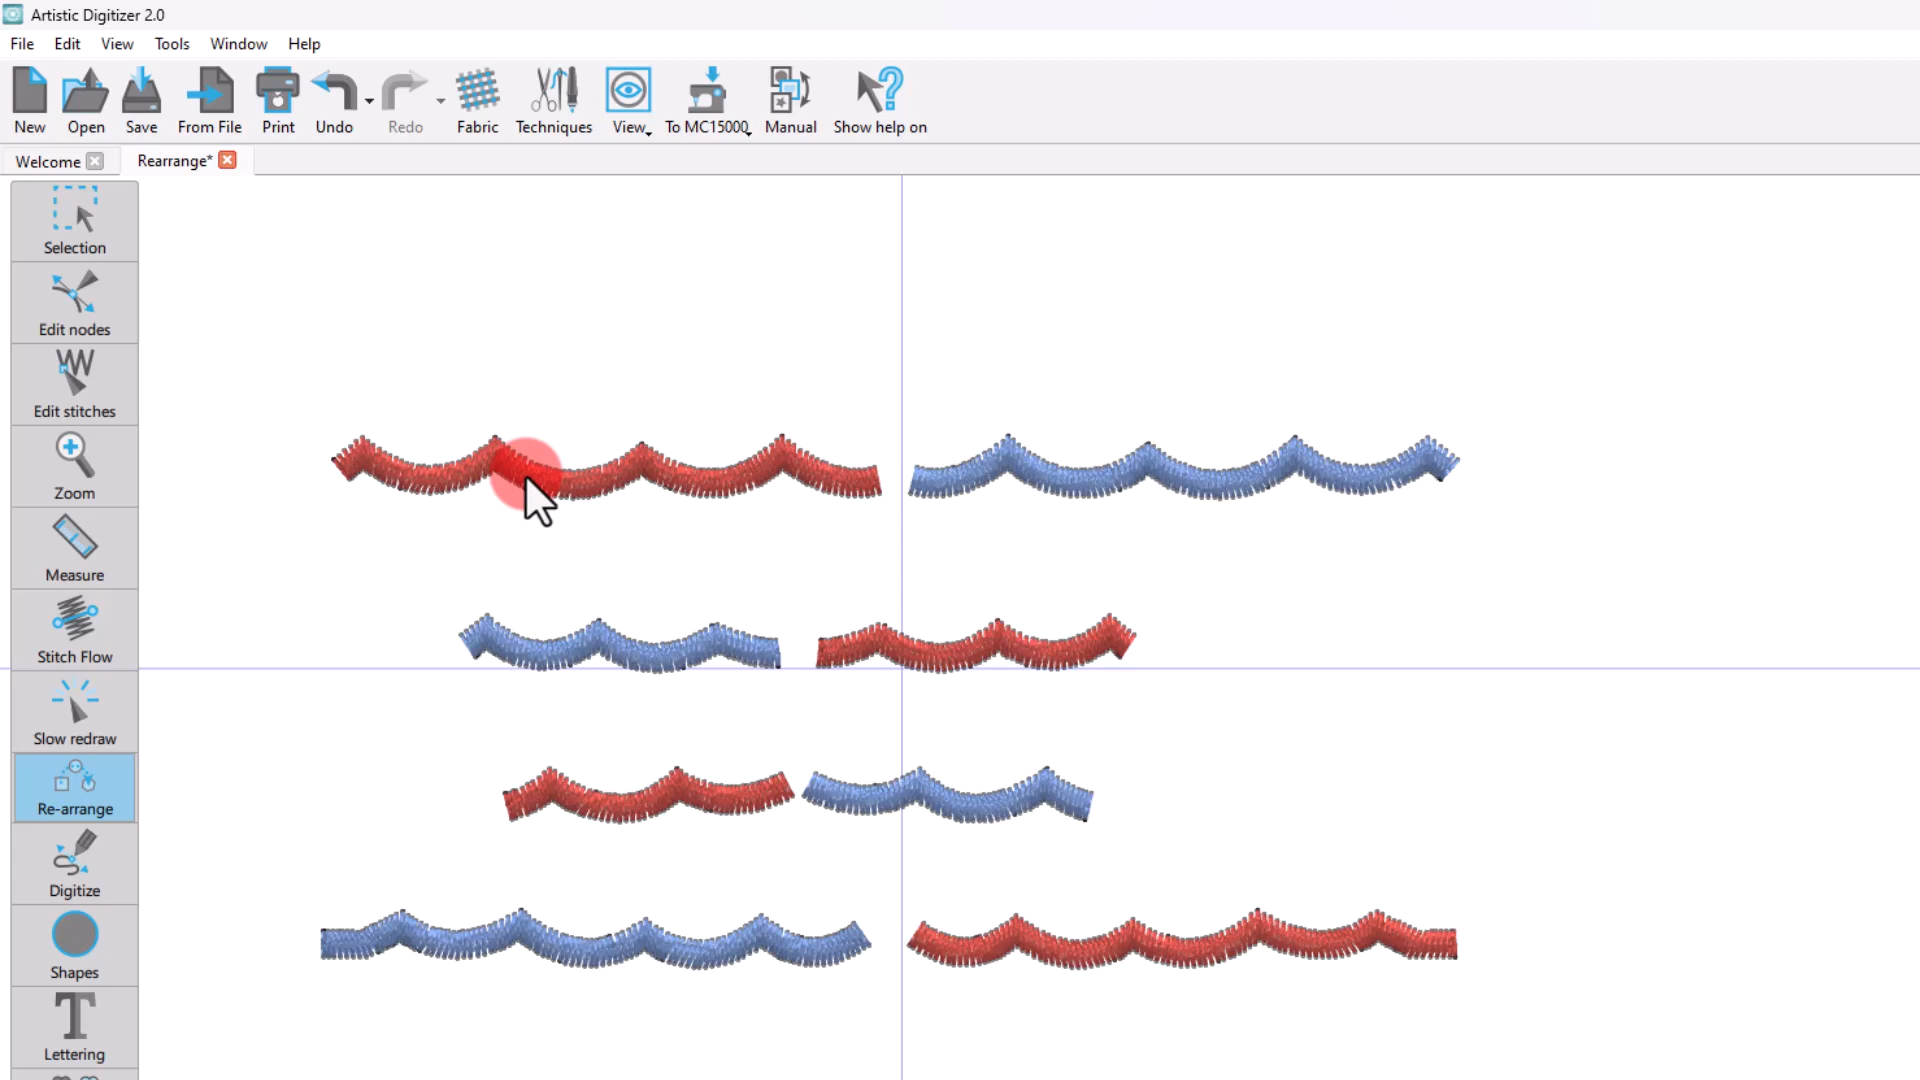 Artistic Digitizer 2.0
File Edit View Tools Window Help
New Open Save From File Print Undo Redo Fabric Techniques View To MC15000 Manual Show help on
Welcome Rearrange*
Selection
Edit nodes
Edit stitches
Zoom
Measure
Stitch Flow
Slow redraw
Re-arrange
Digitize
Shapes
Lettering